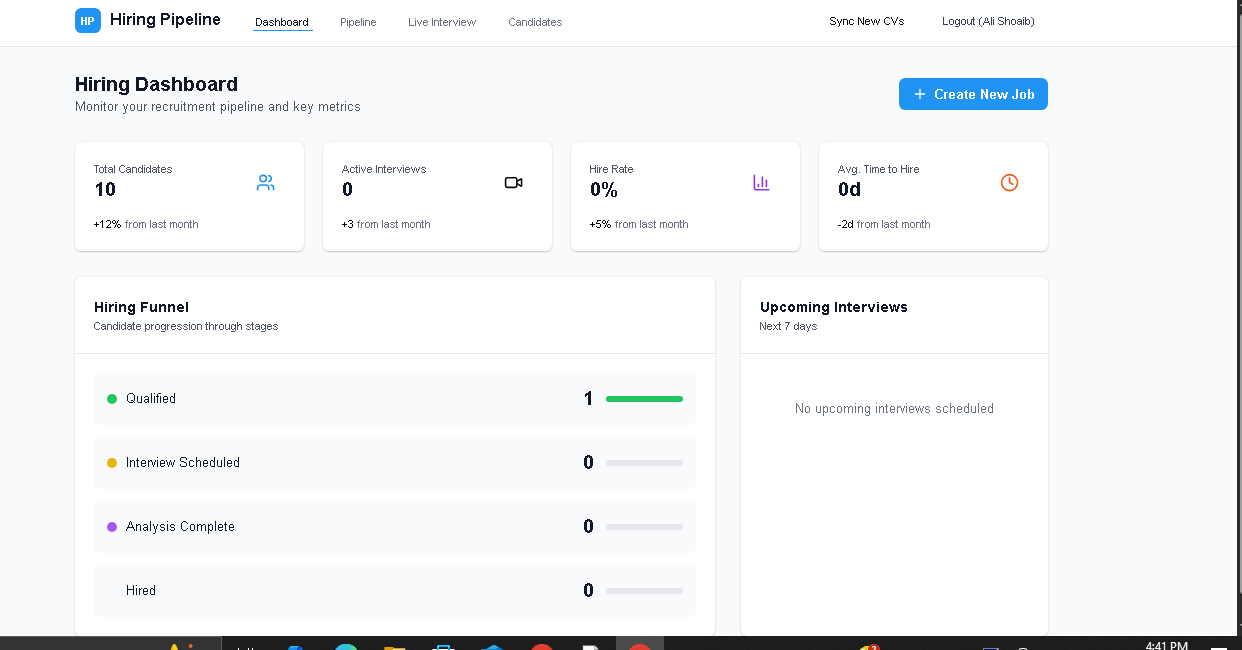 HP Hiring Pipeline Dashboard Pipeline Live Interview Candidates Sync New CVs Logout (Ali Shoaib)
Hiring Dashboard
Monitor your recruitment pipeline and key metrics
+ Create New Job
Total Candidates
10
+12% from last month
Active Interviews
0
+3 from last month
Hire Rate
0%
+5% from last month
Avg. Time to Hire
0d
-2d from last month
Hiring Funnel
Candidate progression through stages
Qualified 1
Interview Scheduled 0
Analysis Complete 0
Hired 0
Upcoming Interviews
Next 7 days
No upcoming interviews scheduled
2
4:41 PM